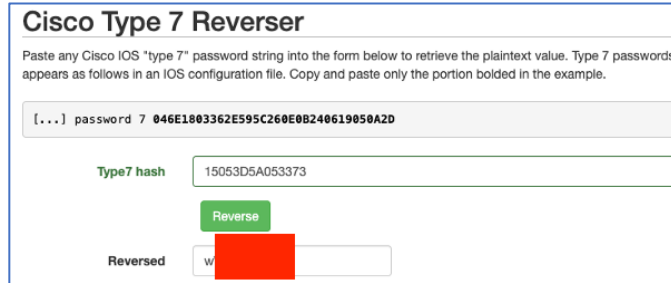 Cisco Type 7 Reverser
Paste any Cisco IOS "type 7" password string into the form below to retrieve the plaintext value. Type 7 passwords
appears as follows in an IOS configuration file. Copy and paste only the portion bolded in the example.
[...] password 7 046E1803362E595C260E0B240619050A2D
Type7 hash 15053D5A053373
Reverse
Reversed w